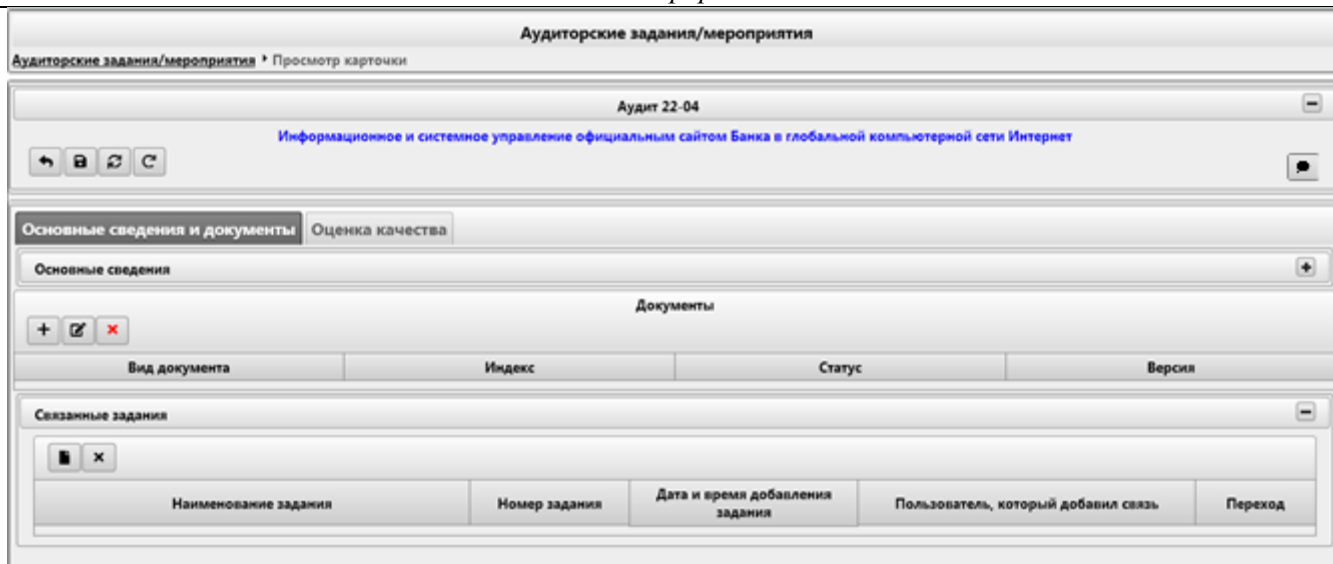 Аудиторские задания/мероприятия
Аудиторские задания/мероприятия Просмотр карточки
Аудит 22-04
Информационное и системное управление официальным сайтом Банка в глобальной компьютерной сети Интернет
Основные сведения и документы Оценка качества
Основные сведения
Документы
Вид документа Индекс Статус Версия
Связанные задания
Наименование задания Номер задания Дата и время добавления задания Пользователь, который добавил связь Переход